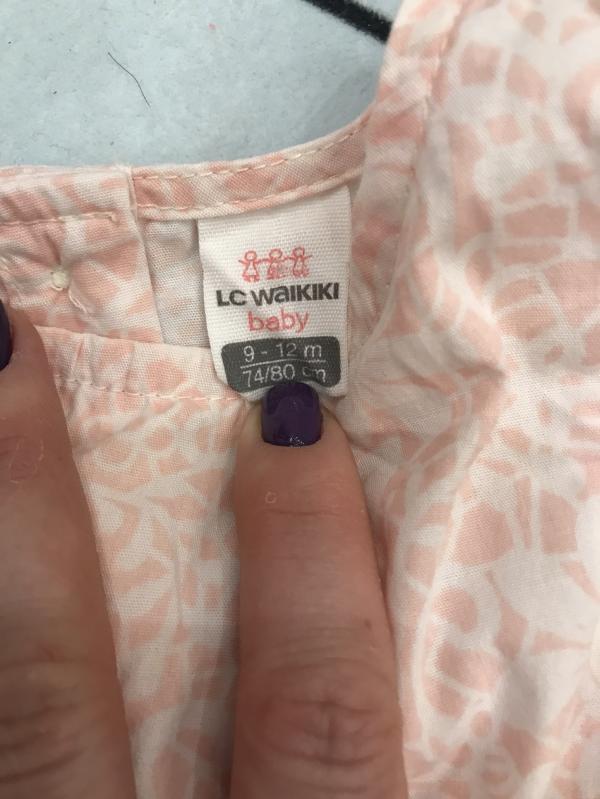 LC WAIKIKI
baby
9 - 12 m
74/80 cm